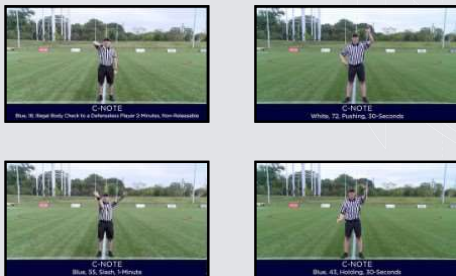 C-NOTE
Blue, 18, Illegal Body Check to a Defenseless Player 2 Minutes, Non-Releasable
C-NOTE
White, 72, Pushing, 30-Seconds
C-NOTE
Blue, 55, Slash, 1-Minute
C-NOTE
Blue, 43, Holding, 30-Seconds